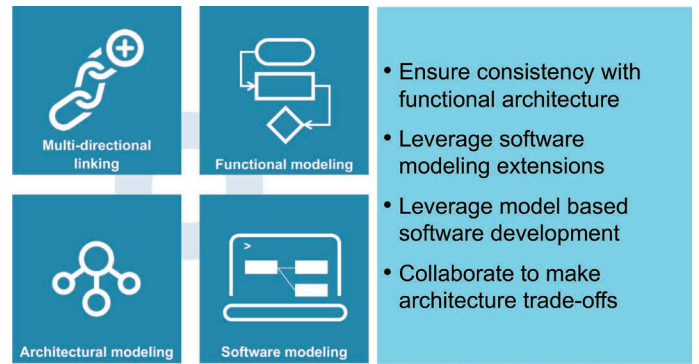 Multi-directional
linking
Functional modeling
Architectural modeling
>
Software modeling
• Ensure consistency with
functional architecture
• Leverage software
modeling extensions
• Leverage model based
software development
• Collaborate to make
architecture trade-offs